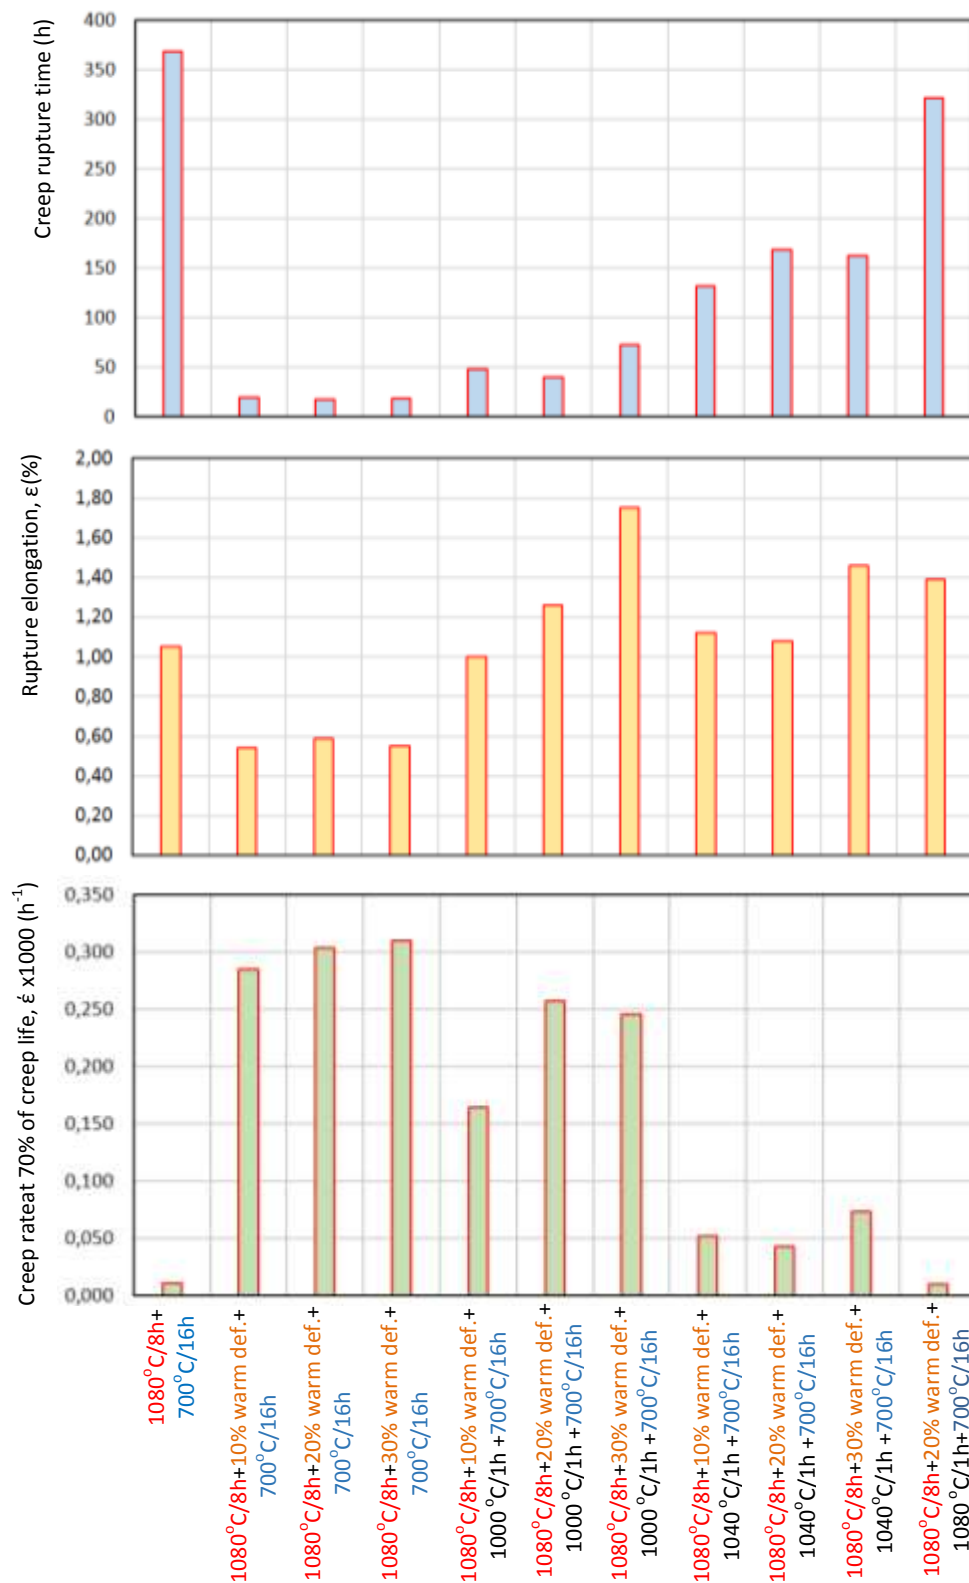 Creep rupture time (h)
400
350
300
250
200
150
100
50
0
Rupture elongation, ε(%)
2,00
1,80
1,60
1,40
1,20
1,00
0,80
0,60
0,40
0,20
0,00
Creep rateat 70% of creep life, ἐ x1000 (h⁻¹)
0,350
0,300
0,250
0,200
0,150
0,100
0,050
0,000
1080°C/8h+
700°C/16h
1080°C/8h+10% warm def.+
700°C/16h
1080°C/8h+20% warm def.+
700°C/16h
1080°C/8h+30% warm def.+
700°C/16h
1080°C/8h+10% warm def.+
1000°C/1h +700°C/16h
1080°C/8h+20% warm def.+
1000°C/1h +700°C/16h
1080°C/8h+30% warm def.+
1000°C/1h +700°C/16h
1080°C/8h+10% warm def.+
1040°C/1h +700°C/16h
1080°C/8h+20% warm def.+
1040°C/1h +700°C/16h
1080°C/8h+30% warm def.+
1040°C/1h +700°C/16h
1080°C/8h+20% warm def.+
1080°C/1h+700°C/16h